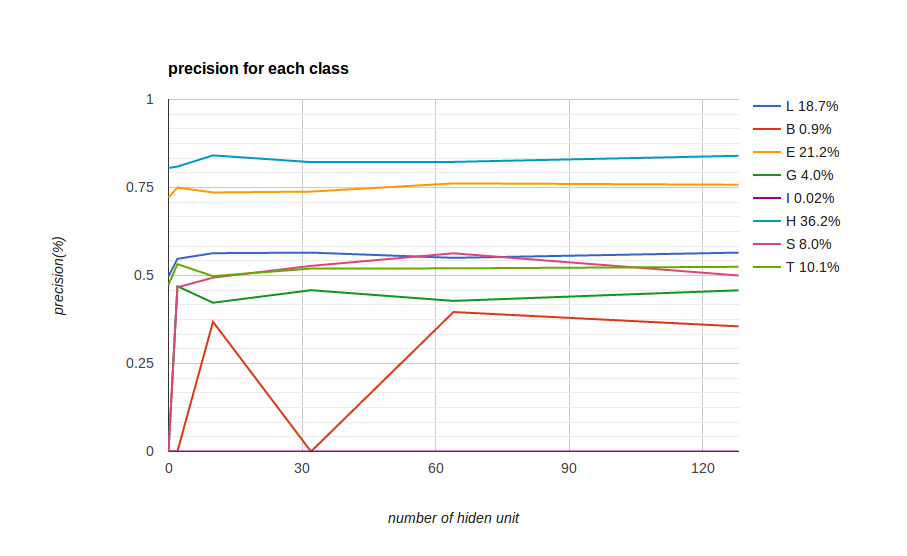 precision for each class
1
0.75
0.5
0.25
0
precision(%)
0 30 60 90 120
number of hiden unit
L 18.7%
B 0.9%
E 21.2%
G 4.0%
I 0.02%
H 36.2%
S 8.0%
T 10.1%